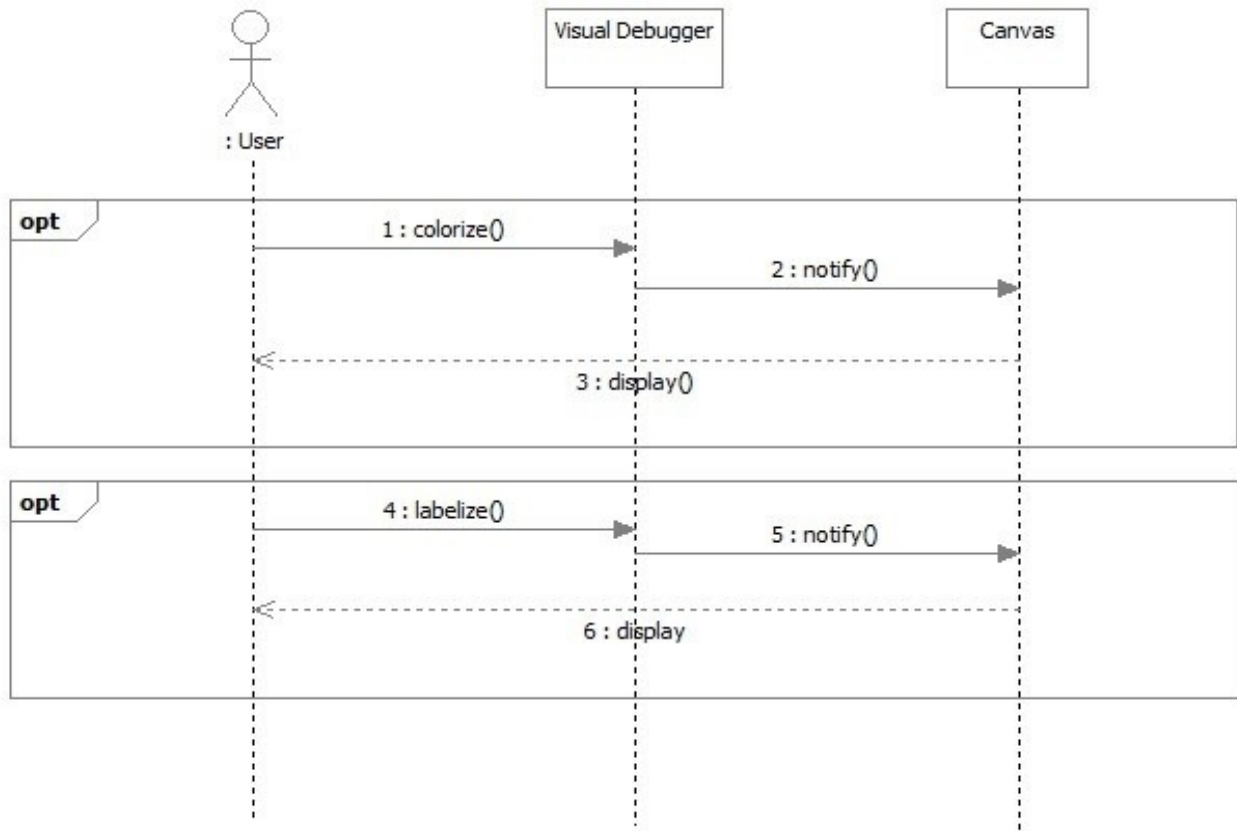 Visual Debugger
Canvas
: User
opt
1 : colorize()
2 : notify()
3 : display()
opt
4 : labelize()
5 : notify()
6 : display